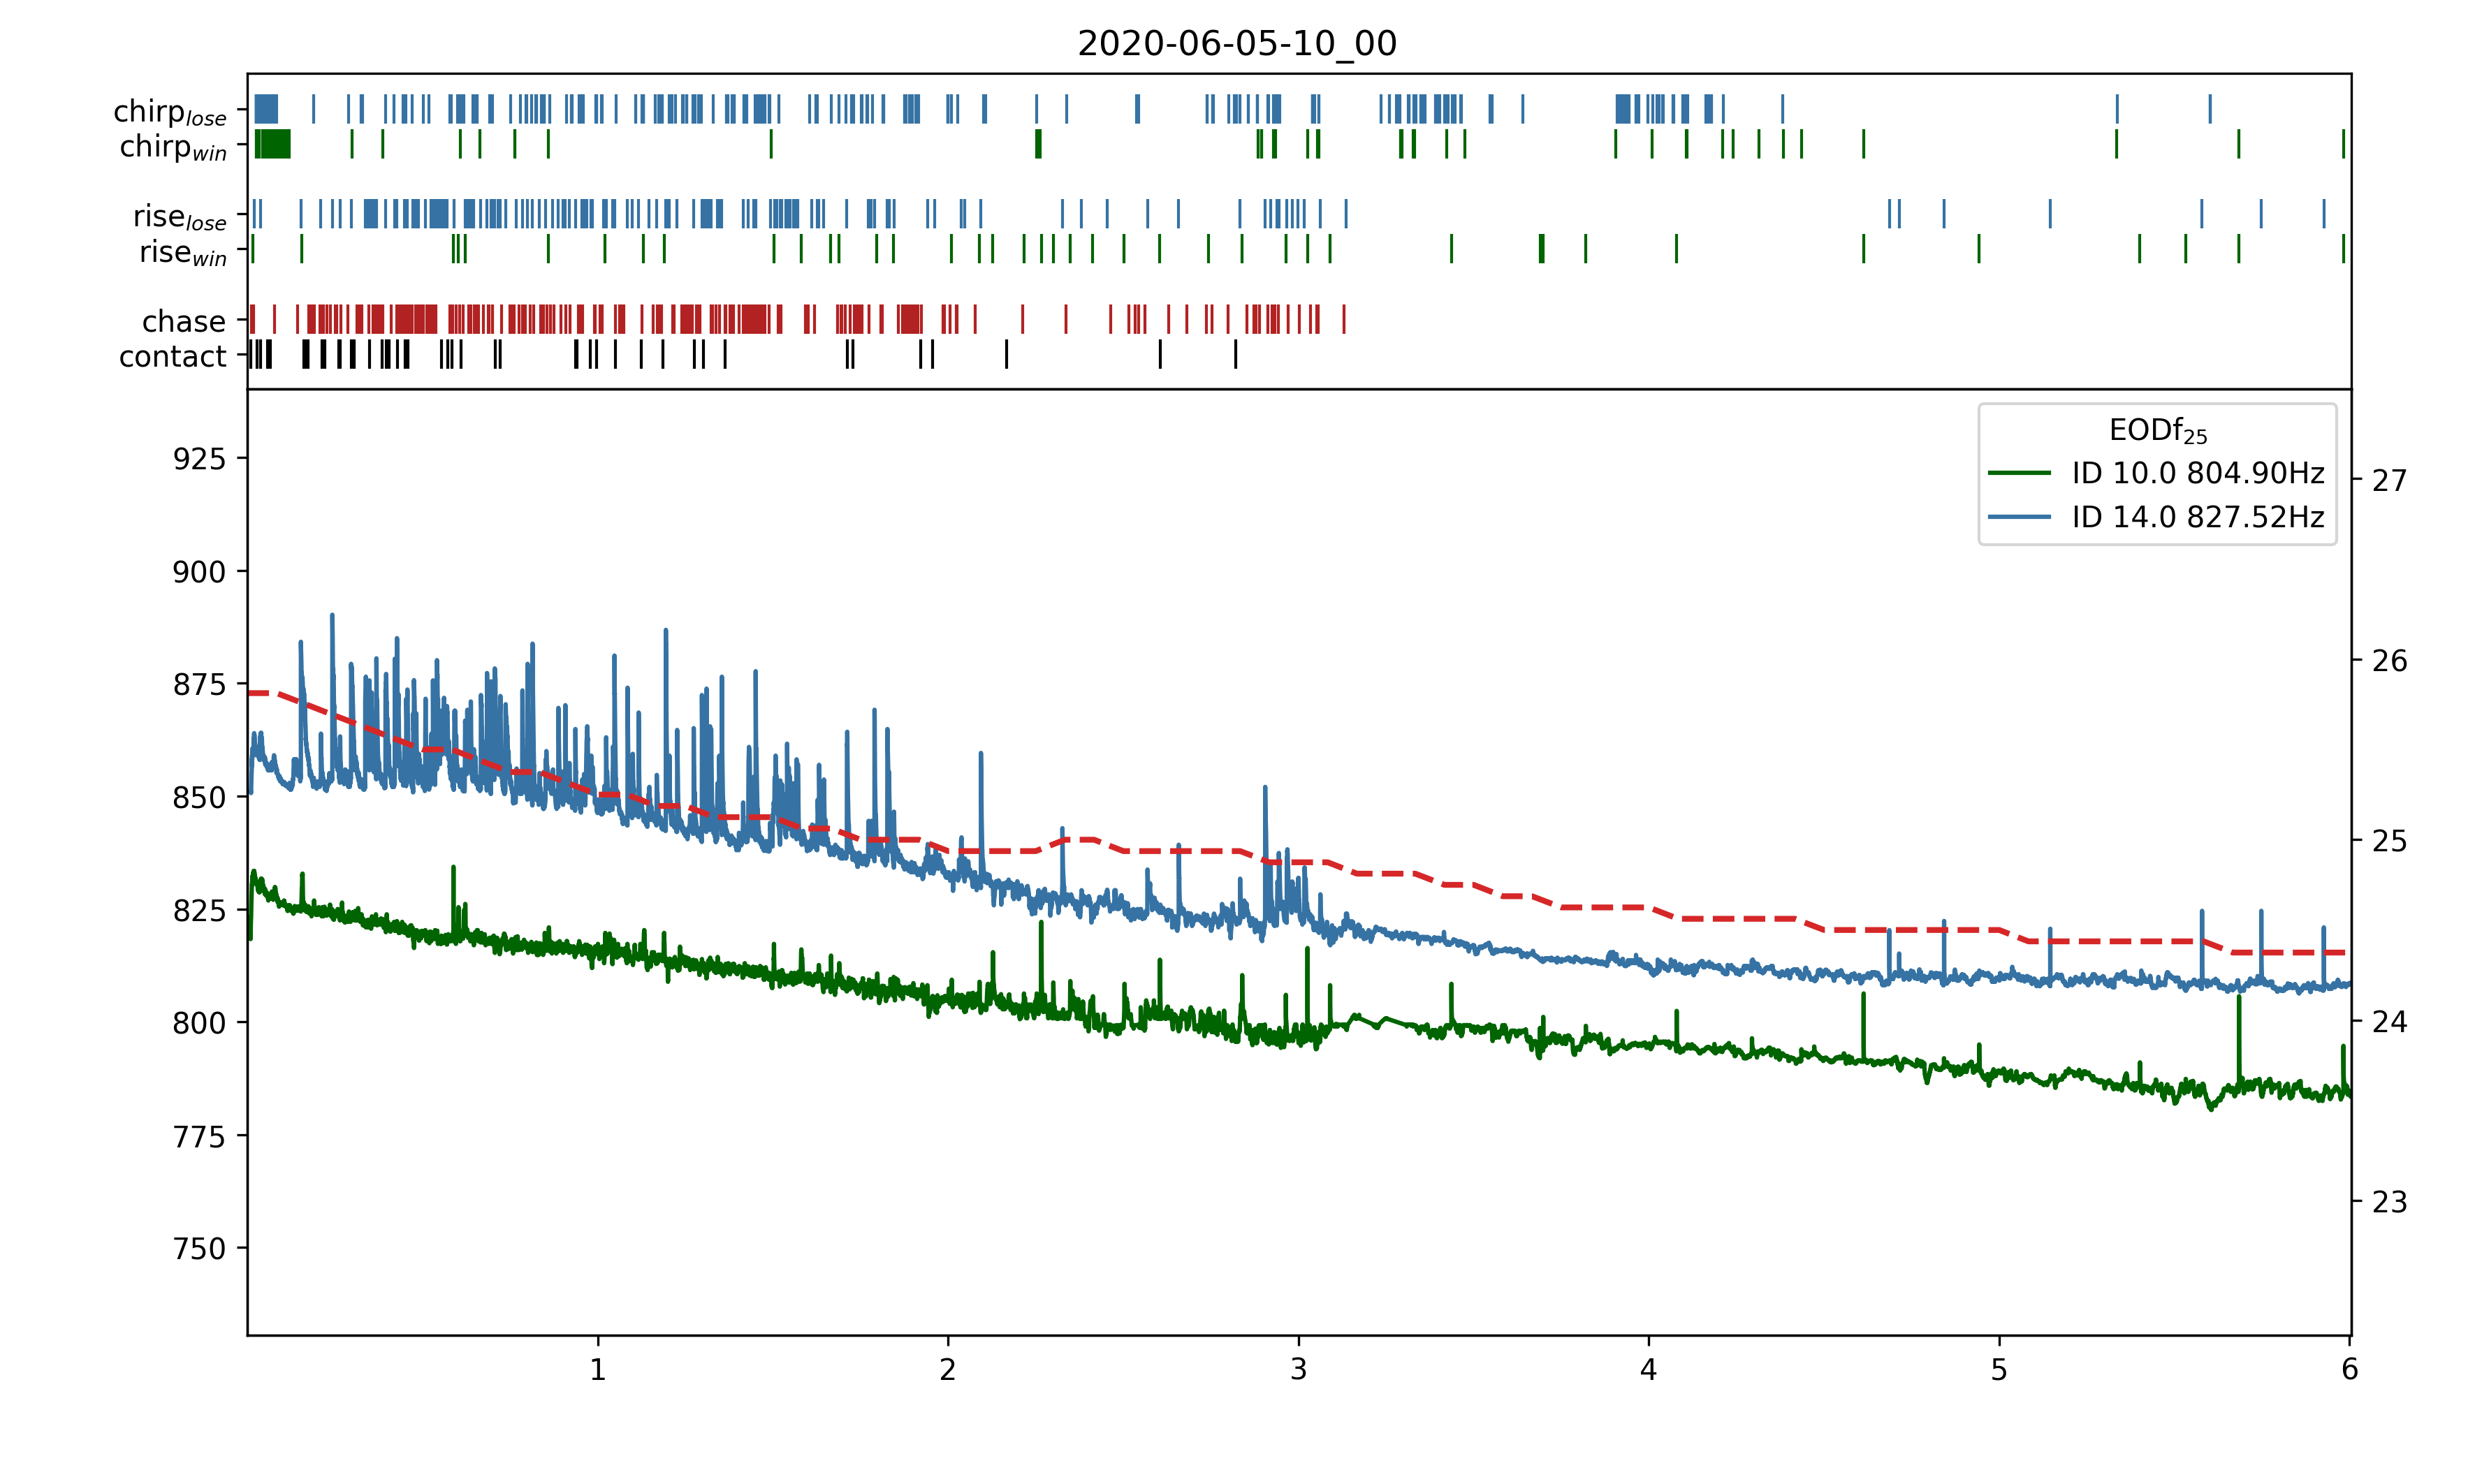 2020-06-05-10_00
chirp_lose
chirp_win
rise_lose
rise_win
chase
contact
EODf_25
ID 10.0 804.90Hz
ID 14.0 827.52Hz
925
900
875
850
825
800
775
750
27
26
25
24
23
1 2 3 4 5 6